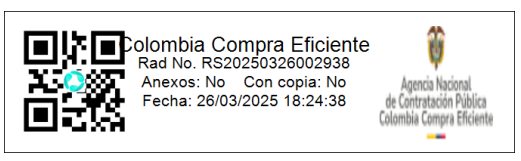 Colombia Compra Eficiente
Rad No. RS20250326002938
Anexos: No Con copia: No
Fecha: 26/03/2025 18:24:38
Agencia Nacional
de Contratación Pública
Colombia Compra Eficiente